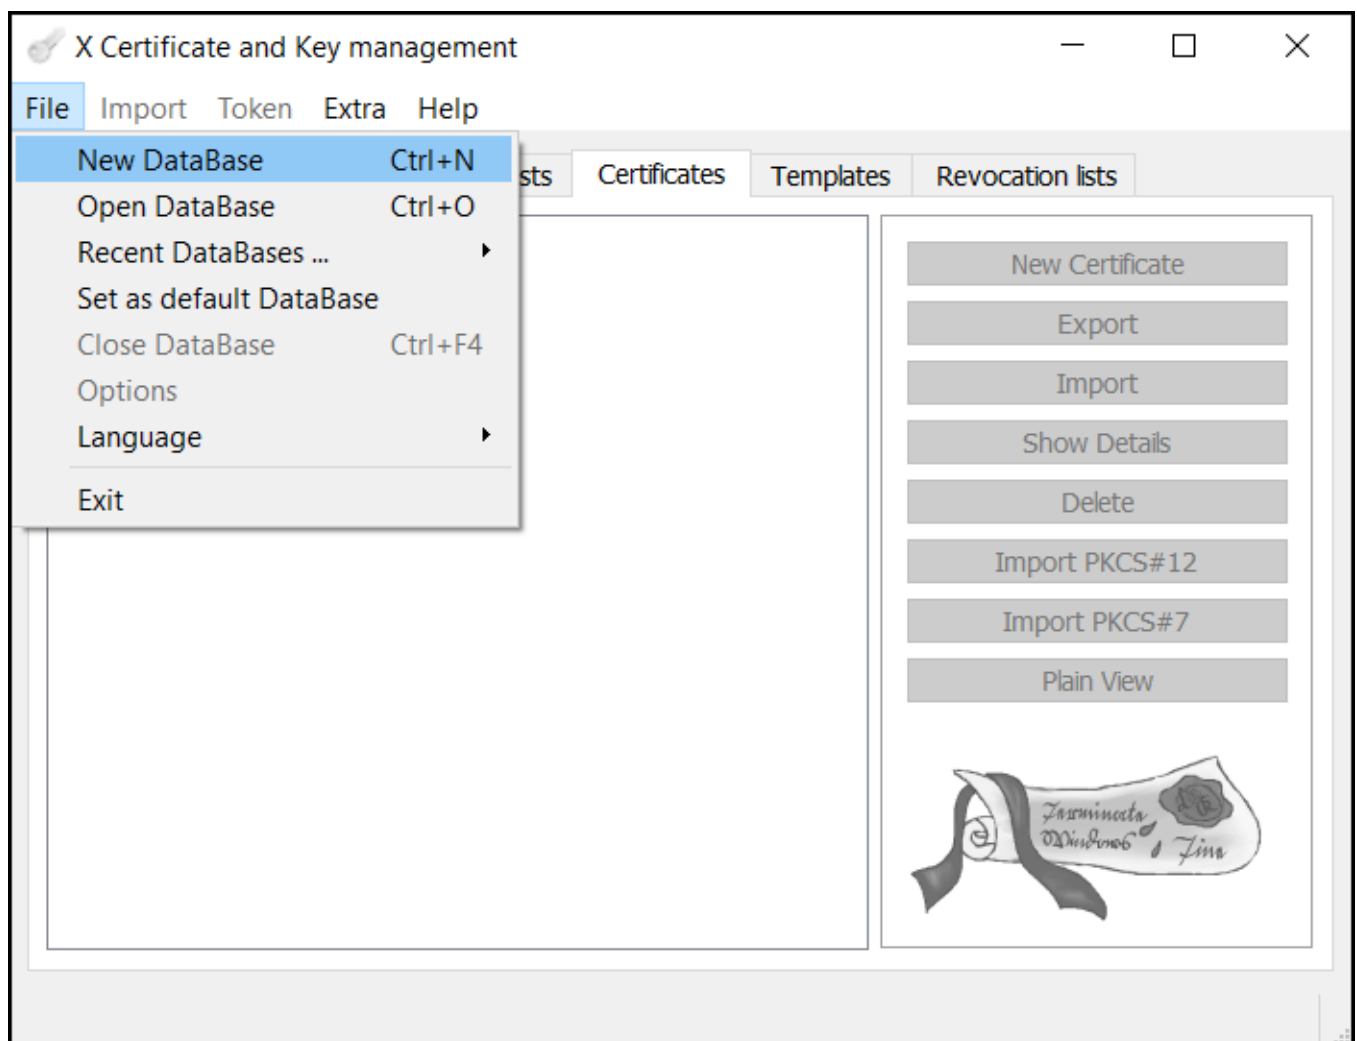 X Certificate and Key management
File Import Token Extra Help
New DataBase Ctrl+N
Open DataBase Ctrl+O
Recent DataBases ...
Set as default DataBase
Close DataBase Ctrl+F4
Options
Language
Exit
sts Certificates Templates Revocation lists
New Certificate
Export
Import
Show Details
Delete
Import PKCS#12
Import PKCS#7
Plain View
Windows